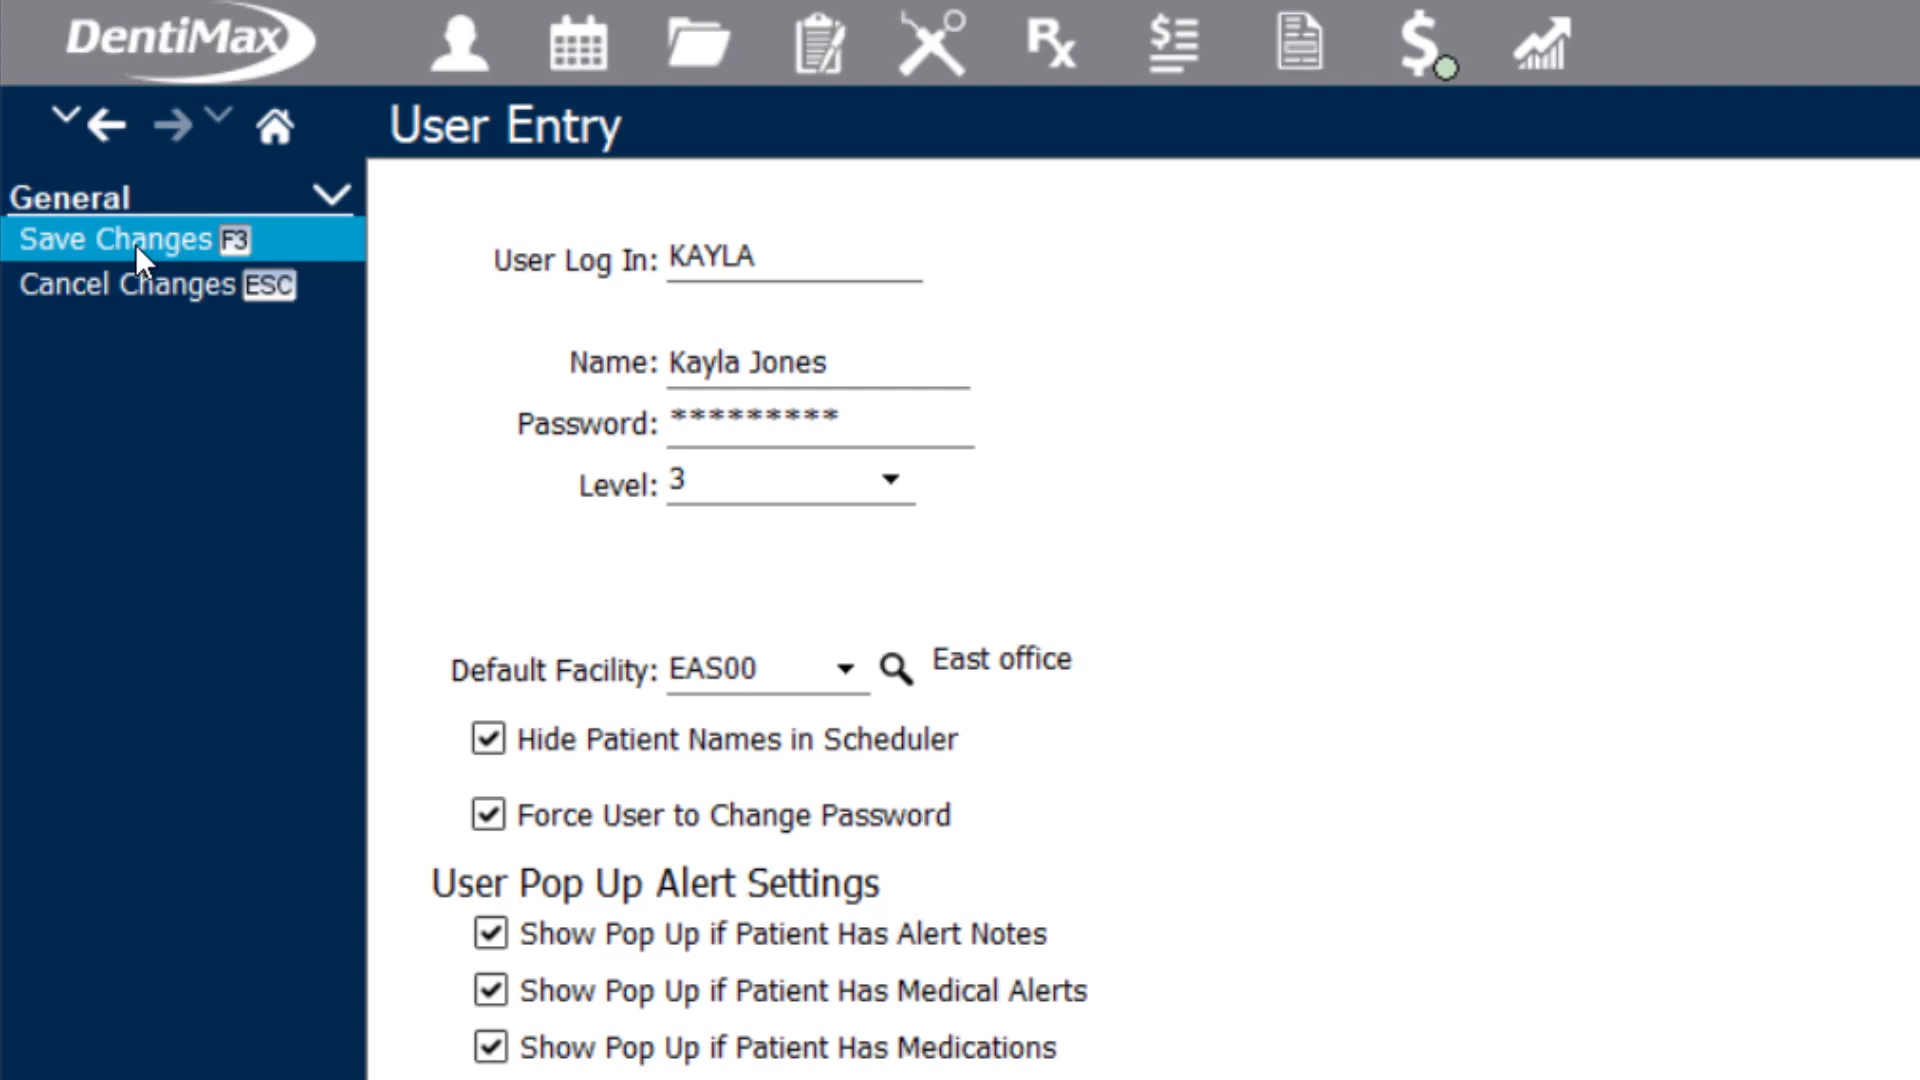 DentiMax
Rx
$
$
User Entry
General
Save Changes F3
Cancel Changes ESC
User Log In: KAYLA
Name: Kayla Jones
Password: *********
Level: 3
Default Facility: EAS00 East office
Hide Patient Names in Scheduler
Force User to Change Password
User Pop Up Alert Settings
Show Pop Up if Patient Has Alert Notes
Show Pop Up if Patient Has Medical Alerts
Show Pop Up if Patient Has Medications